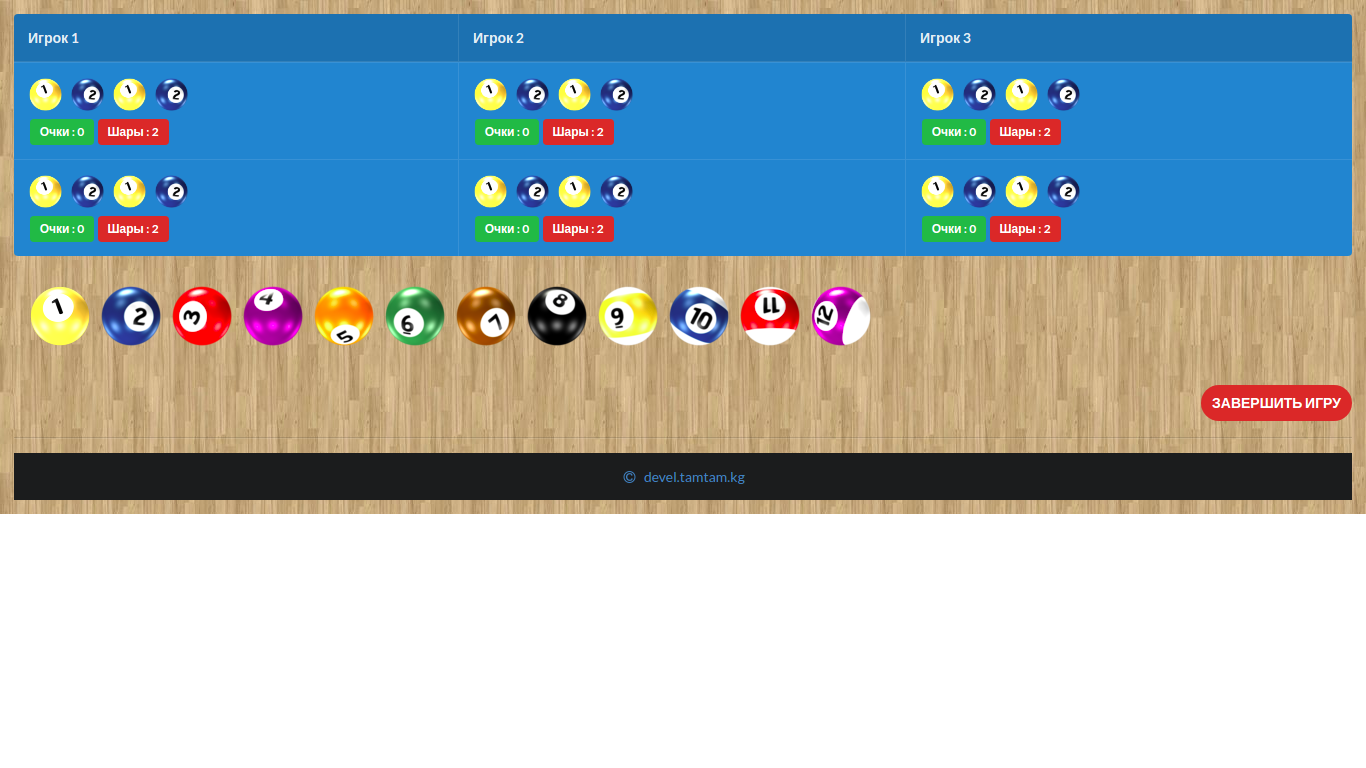 Игрок 1 Игрок 2 Игрок 3
1 2 1 2 1 2 1 2 1 2 1 2
Очки : 0 Шары : 2 Очки : 0 Шары : 2 Очки : 0 Шары : 2
1 2 1 2 1 2 1 2 1 2 1 2
Очки : 0 Шары : 2 Очки : 0 Шары : 2 Очки : 0 Шары : 2
1 2 3 4 5 6 7 8 9 10 11 12
ЗАВЕРШИТЬ ИГРУ
© devel.tamtam.kg